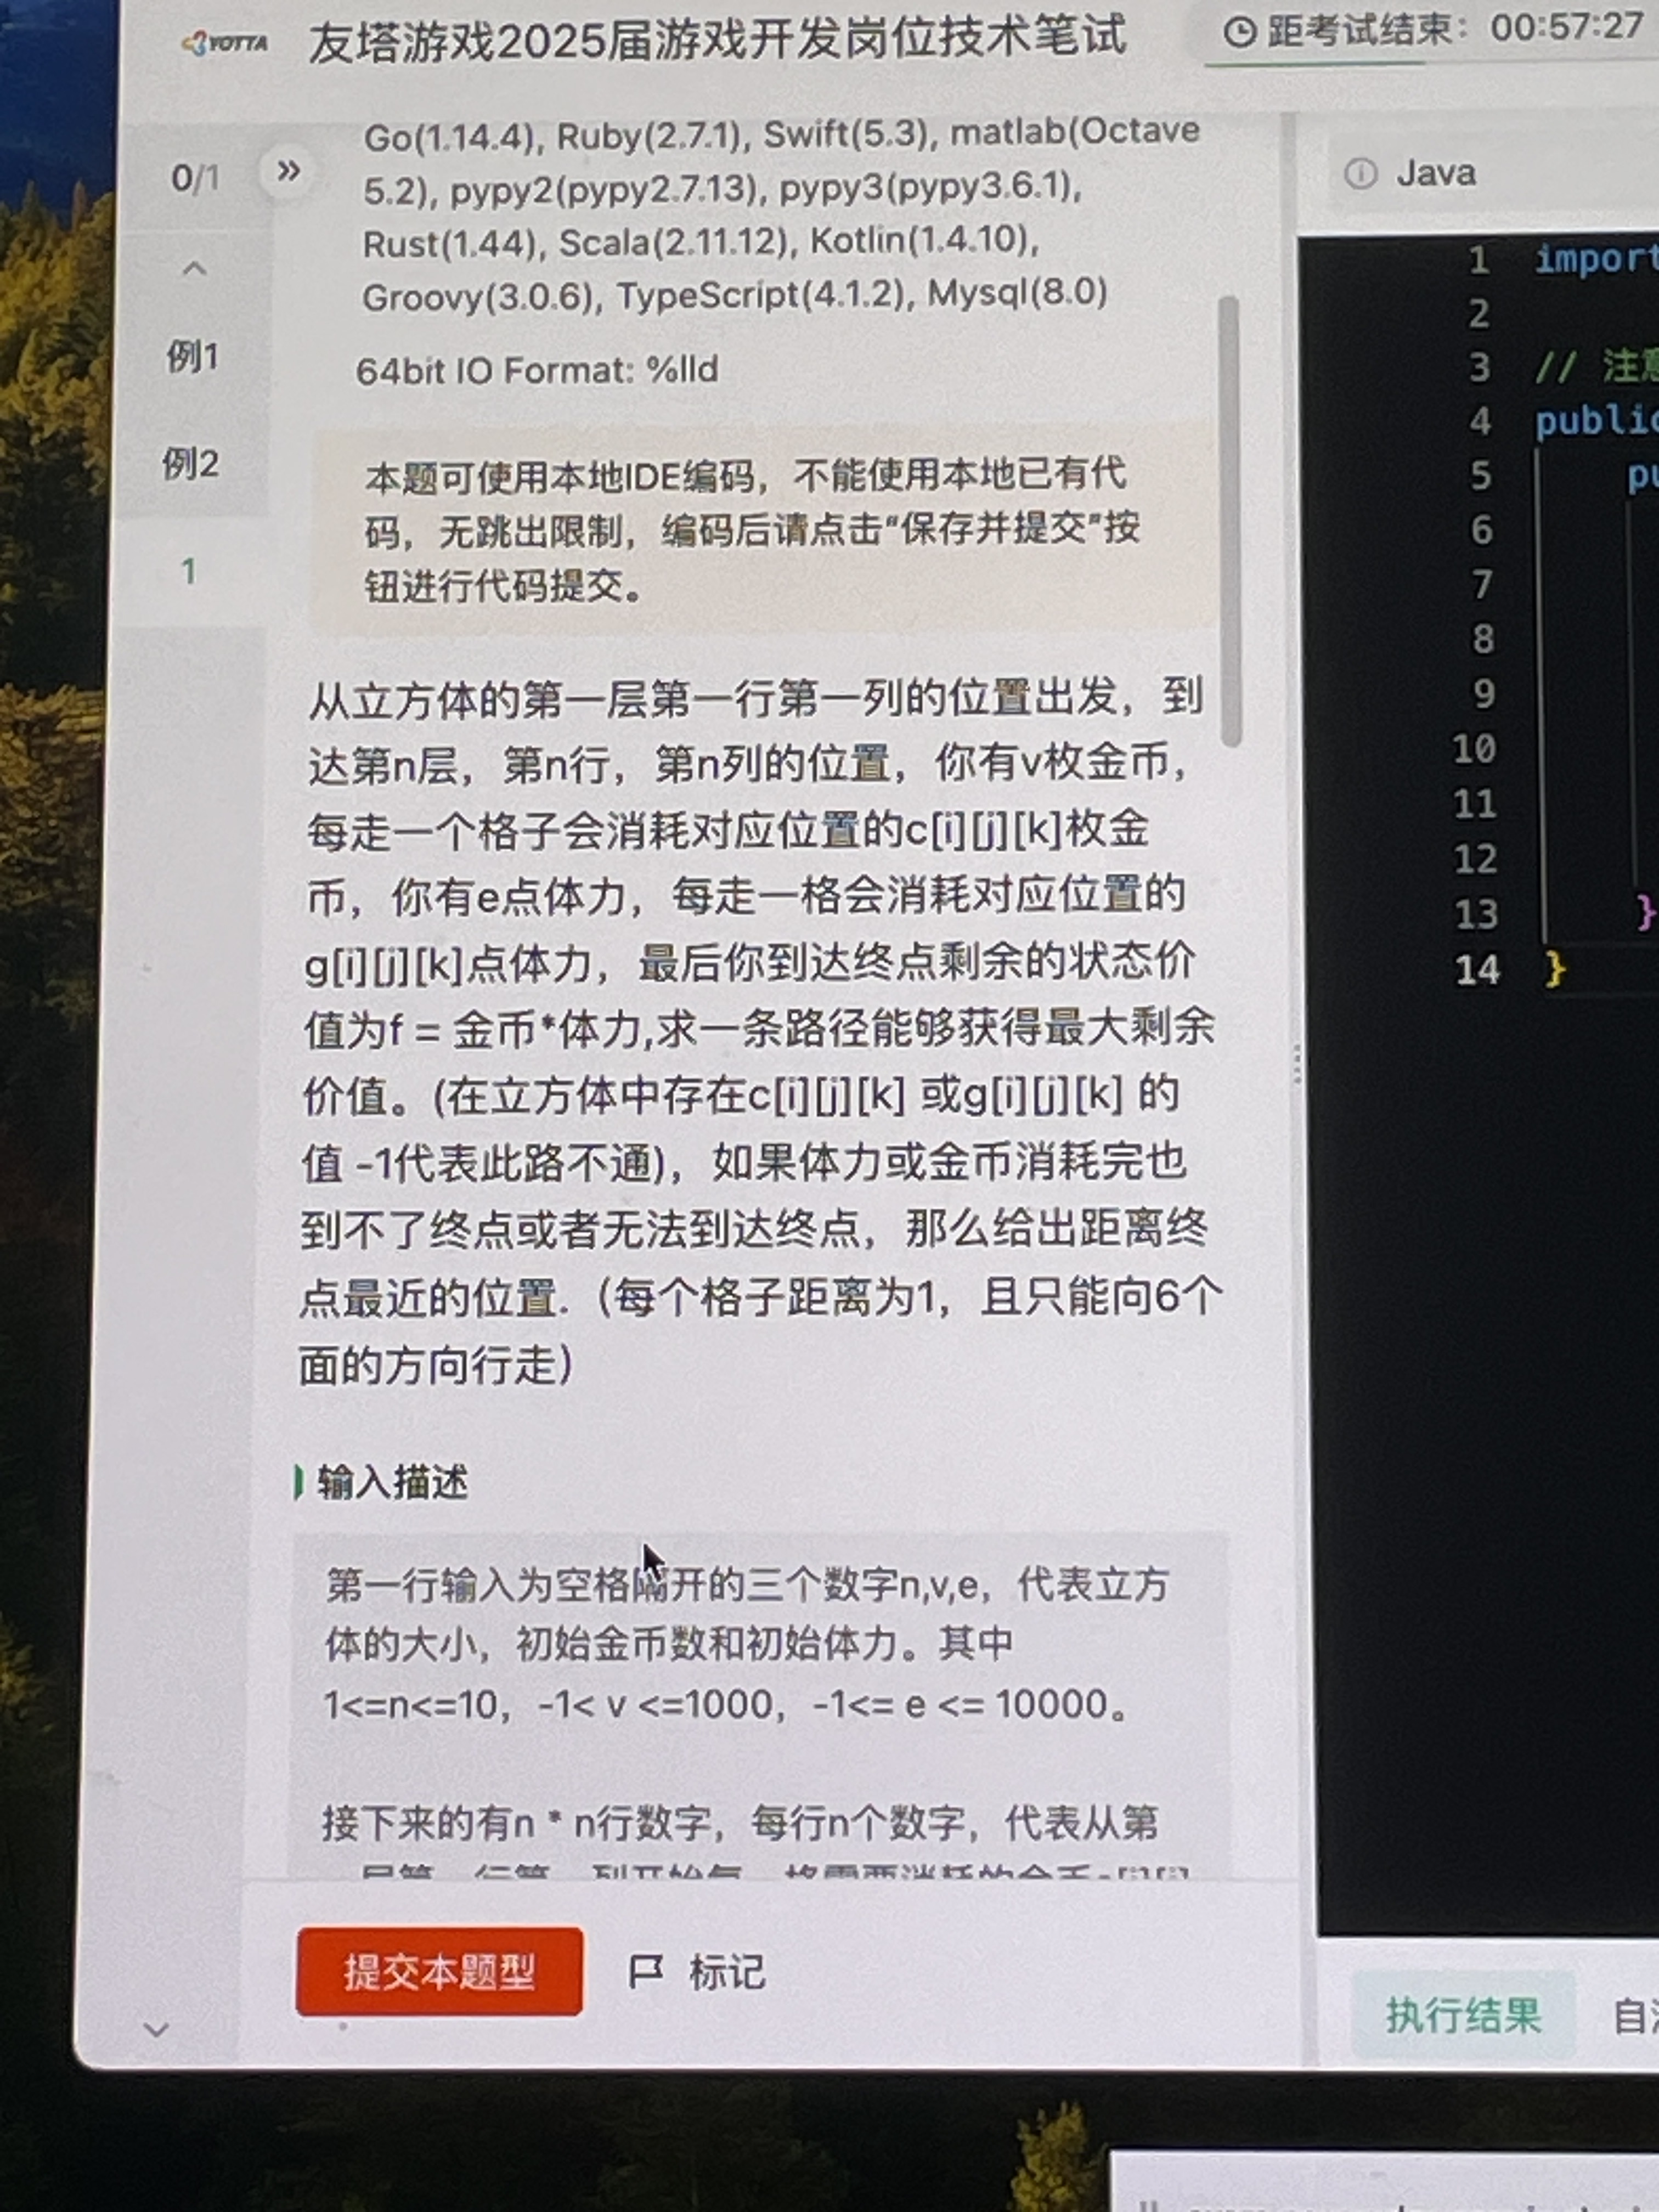 YOTTA 友塔游戏2025届游戏开发岗位技术笔试 距考试结束：00:57:27
0/1
例1
例2
1
Go(1.14.4), Ruby(2.7.1), Swift(5.3), matlab(Octave
5.2), pypy2(pypy2.7.13), pypy3(pypy3.6.1),
Rust(1.44), Scala(2.11.12), Kotlin(1.4.10),
Groovy(3.0.6), TypeScript(4.1.2), Mysql(8.0)
64bit IO Format: %lld
本题可使用本地IDE编码，不能使用本地已有代
码，无跳出限制，编码后请点击“保存并提交”按
钮进行代码提交。
从立方体的第一层第一行第一列的位置出发，到
达第n层，第n行，第n列的位置，你有v枚金币，
每走一个格子会消耗对应位置的c[i][j][k]枚金
币，你有e点体力，每走一格会消耗对应位置的
g[i][j][k]点体力，最后你到达终点剩余的状态价
值为f = 金币*体力,求一条路径能够获得最大剩余
价值。(在立方体中存在c[i][j][k] 或g[i][j][k] 的
值 -1代表此路不通)，如果体力或金币消耗完也
到不了终点或者无法到达终点，那么给出距离终
点最近的位置.（每个格子距离为1，且只能向6个
面的方向行走）
输入描述
第一行输入为空格隔开的三个数字n,v,e，代表立方
体的大小，初始金币数和初始体力。其中
1<=n<=10，-1< v <=1000，-1<= e <= 10000。
接下来的有n * n行数字，每行n个数字，代表从第
提交本题型 标记
Java
1 import
2
3 // 注意
4 public
5 pu
6
7
8
9
10
11
12
13 }
14 }
执行结果